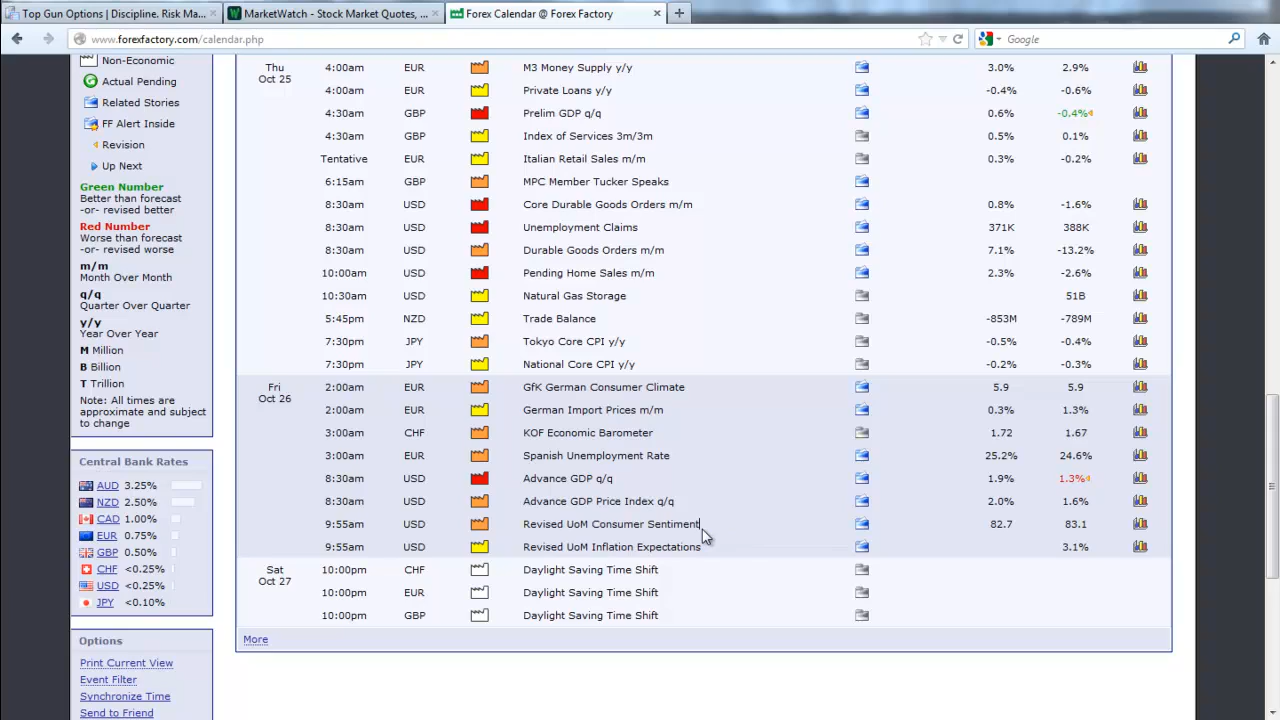 Top Gun Options | Discipline. Risk Ma...
MarketWatch - Stock Market Quotes, ...
Forex Calendar @ Forex Factory
www.forexfactory.com/calendar.php
Google
Non-Economic
Actual Pending
Related Stories
FF Alert Inside
Revision
Up Next
Green Number
Better than forecast
-or- revised better
Red Number
Worse than forecast
-or- revised worse
m/m
Month Over Month
q/q
Quarter Over Quarter
y/y
Year Over Year
M Million
B Billion
T Trillion
Note: All times are
approximate and subject
to change
Central Bank Rates
AUD 3.25%
NZD 2.50%
CAD 1.00%
EUR 0.75%
GBP 0.50%
CHF <0.25%
USD <0.25%
JPY <0.10%
Options
Print Current View
Event Filter
Synchronize Time
Send to Friend
Thu 4:00am EUR M3 Money Supply y/y 3.0% 2.9%
Oct 25
4:00am EUR Private Loans y/y -0.4% -0.6%
4:30am GBP Prelim GDP q/q 0.6% -0.4%
4:30am GBP Index of Services 3m/3m 0.5% 0.1%
Tentative EUR Italian Retail Sales m/m 0.3% -0.2%
6:15am GBP MPC Member Tucker Speaks
8:30am USD Core Durable Goods Orders m/m 0.8% -1.6%
8:30am USD Unemployment Claims 371K 388K
8:30am USD Durable Goods Orders m/m 7.1% -13.2%
10:00am USD Pending Home Sales m/m 2.3% -2.6%
10:30am USD Natural Gas Storage 51B
5:45pm NZD Trade Balance -853M -789M
7:30pm JPY Tokyo Core CPI y/y -0.5% -0.4%
7:30pm JPY National Core CPI y/y -0.2% -0.3%
Fri 2:00am EUR GfK German Consumer Climate 5.9 5.9
Oct 26
2:00am EUR German Import Prices m/m 0.3% 1.3%
3:00am CHF KOF Economic Barometer 1.72 1.67
3:00am EUR Spanish Unemployment Rate 25.2% 24.6%
8:30am USD Advance GDP q/q 1.9% 1.3%
8:30am USD Advance GDP Price Index q/q 2.0% 1.6%
9:55am USD Revised UoM Consumer Sentiment 82.7 83.1
9:55am USD Revised UoM Inflation Expectations 3.1%
Sat 10:00pm CHF Daylight Saving Time Shift
Oct 27
10:00pm EUR Daylight Saving Time Shift
10:00pm GBP Daylight Saving Time Shift
More